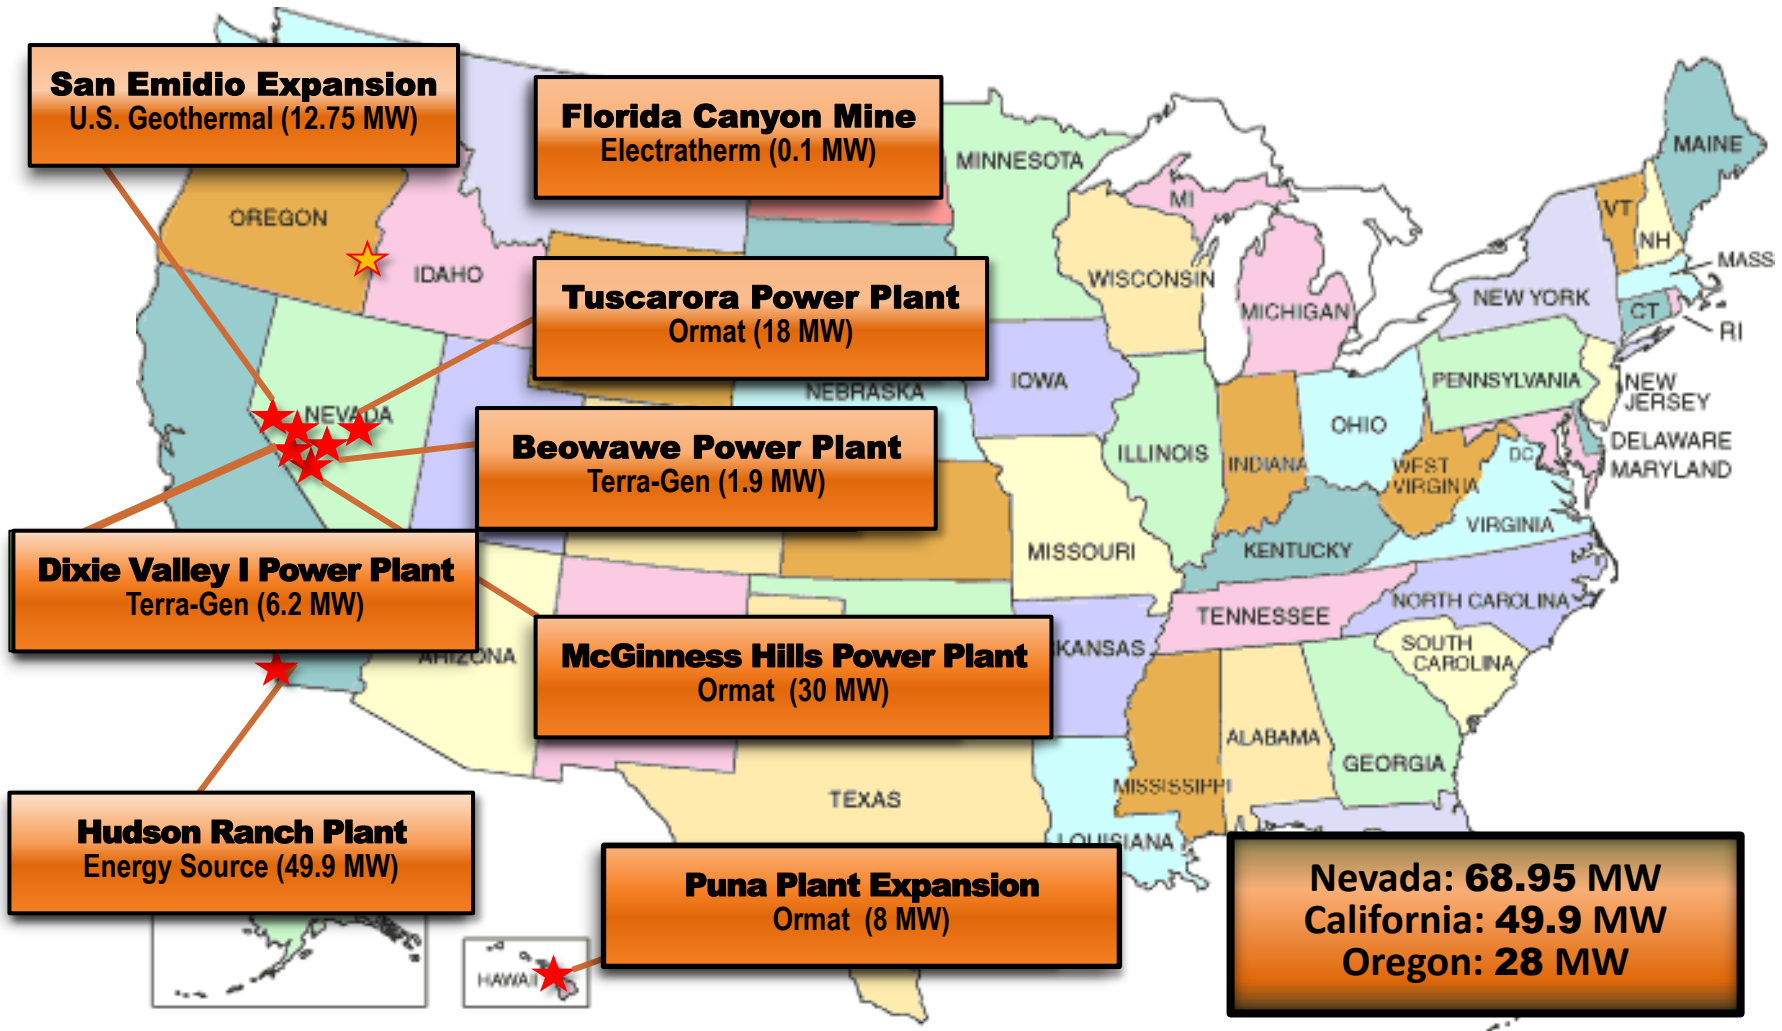 San Emidio Expansion
U.S. Geothermal (12.75 MW)
Florida Canyon Mine
Electratherm (0.1 MW)
Tuscarora Power Plant
Ormat (18 MW)
Beowawe Power Plant
Terra-Gen (1.9 MW)
Dixie Valley I Power Plant
Terra-Gen (6.2 MW)
McGinness Hills Power Plant
Ormat (30 MW)
Hudson Ranch Plant
Energy Source (49.9 MW)
Puna Plant Expansion
Ormat (8 MW)
Nevada: 68.95 MW
California: 49.9 MW
Oregon: 28 MW
OREGON
IDAHO
NEVADA
ARIZONA
MINNESOTA
NEBRASKA
IOWA
WISCONSIN
MI
MICHIGAN
ILLINOIS
INDIANA
OHIO
MISSOURI
KENTUCKY
TENNESSEE
KANSAS
TEXAS
LOUISIANA
MISSISSIPPI
ALABAMA
GEORGIA
SOUTH
CAROLINA
NORTH CAROLINA
VIRGINIA
WEST
VIRGINIA
DC
MARYLAND
DELAWARE
NEW
JERSEY
PENNSYLVANIA
NEW YORK
CT
RI
MASS
VT
NH
MAINE
HAWAII